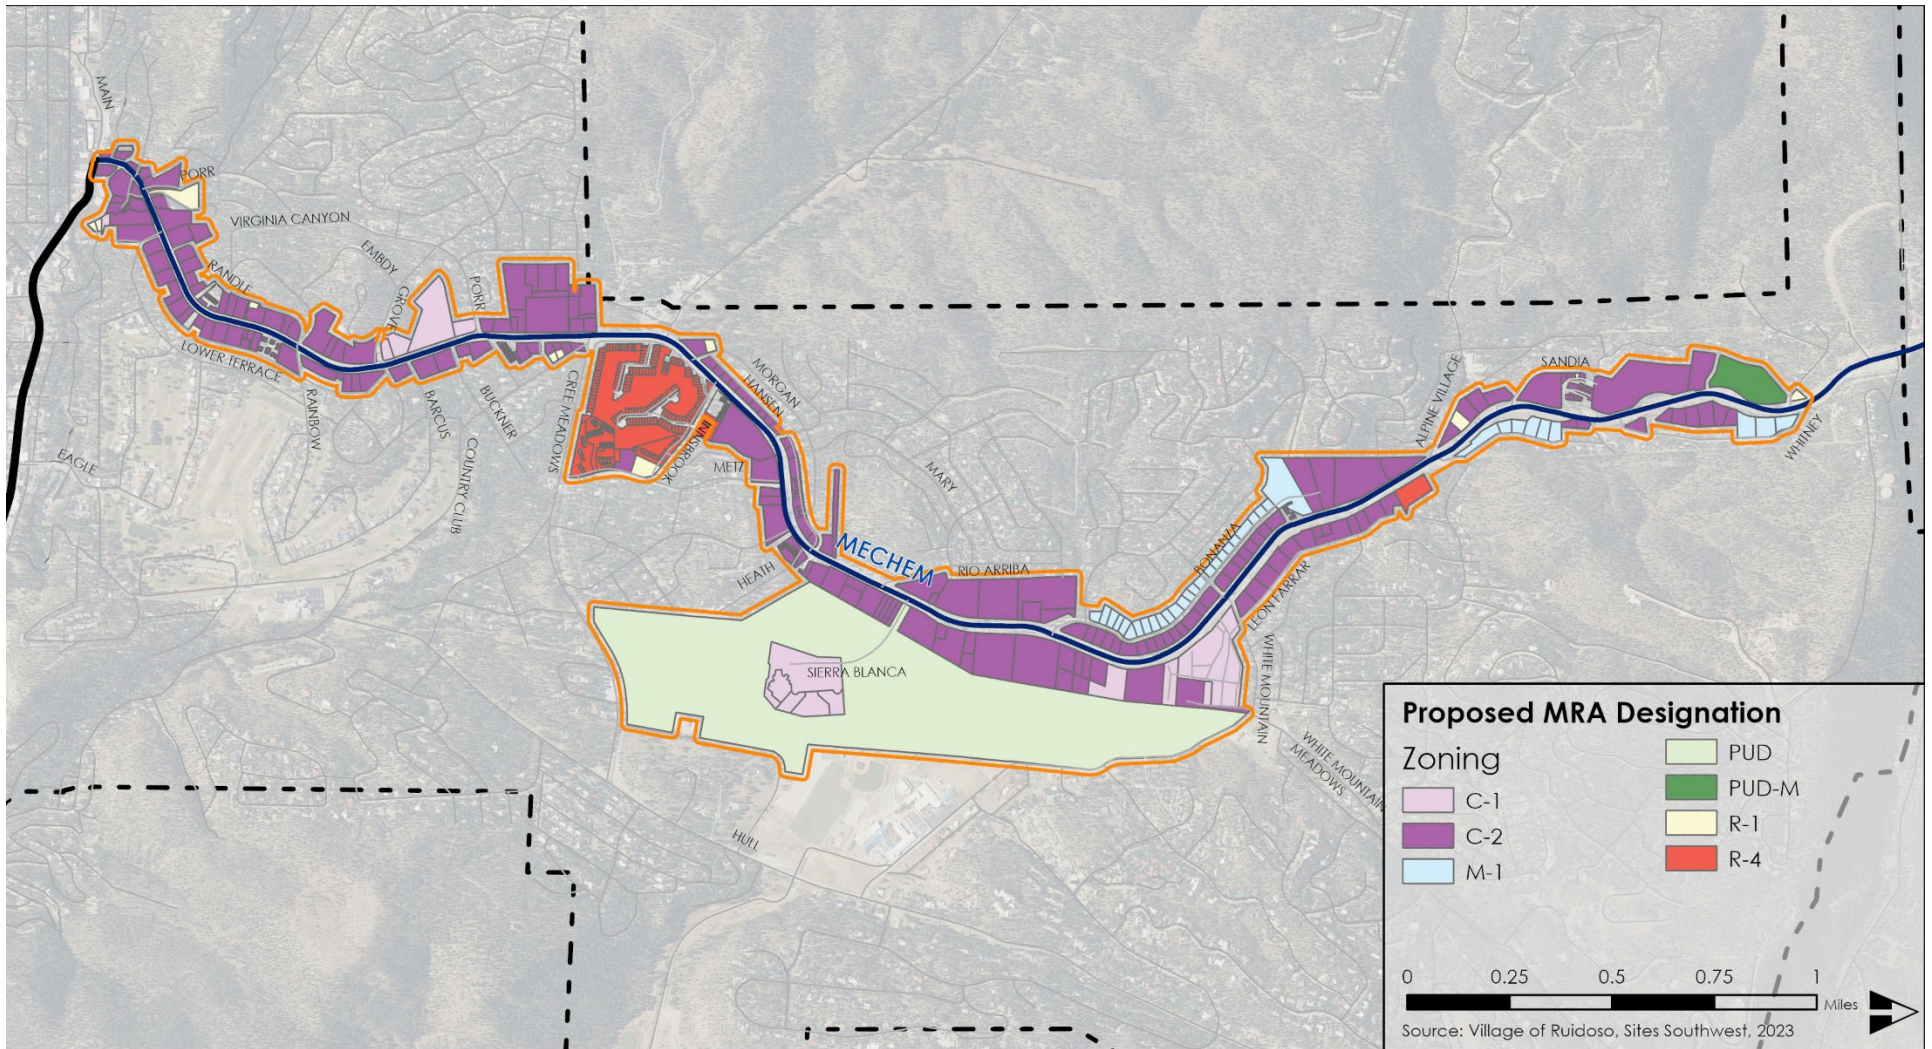 MAIN
PORR
VIRGINIA CANYON
RANDLE
EMBDY
GROVE
PORR
LOWER TERRACE
RAINBOW
BARCUS
BUCKNER
COUNTRY CLUB
EAGLE
CREE MEADOWS
INNSBROOK
MORGAN
HANSEN
METZ
HEATH
MECHEM
MARY
RIO ARRIBA
SIERRA BLANCA
BONANZA
LEON FARRAR
WHITE MOUNTAIN
WHITE MOUNTAIN
MEADOWS
HULL
ALPINE VILLAGE
SANDIA
WHITNEY
Proposed MRA Designation
Zoning
C-1
C-2
M-1
PUD
PUD-M
R-1
R-4
0 0.25 0.5 0.75 1
Miles
Source: Village of Ruidoso, Sites Southwest, 2023